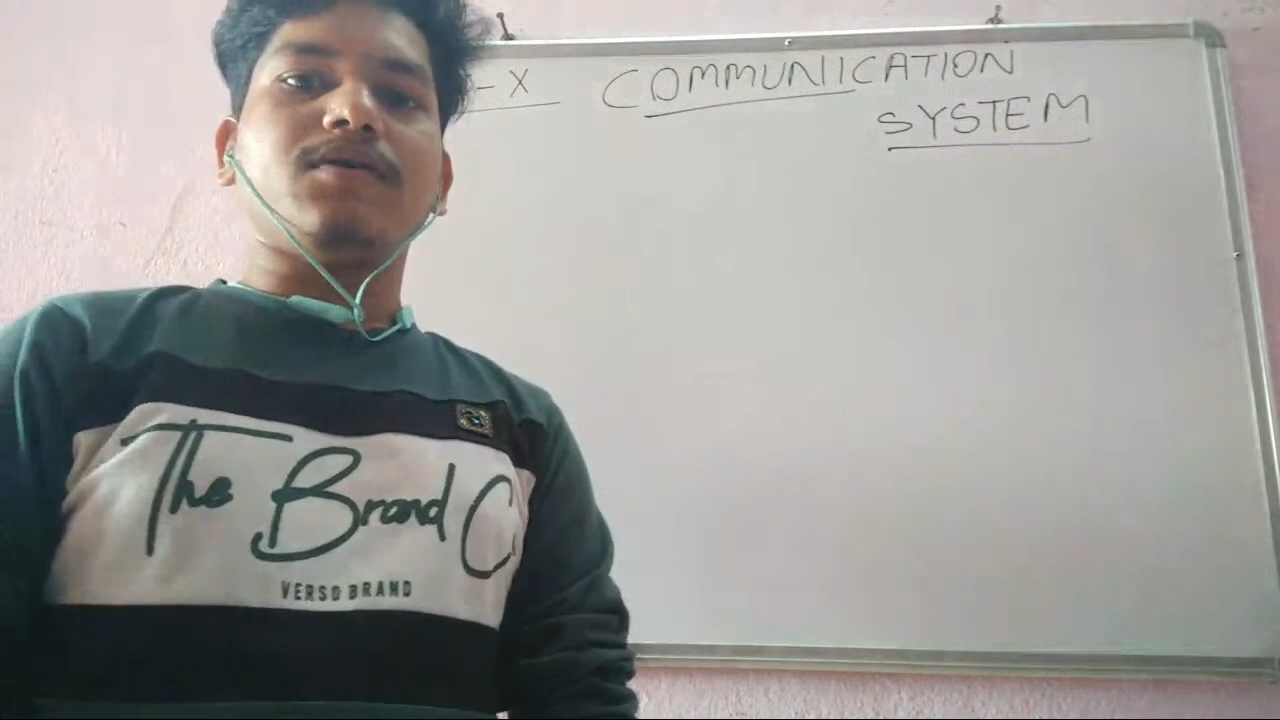 -X COMMUNICATION
SYSTEM
The Brand C
VERSO BRAND